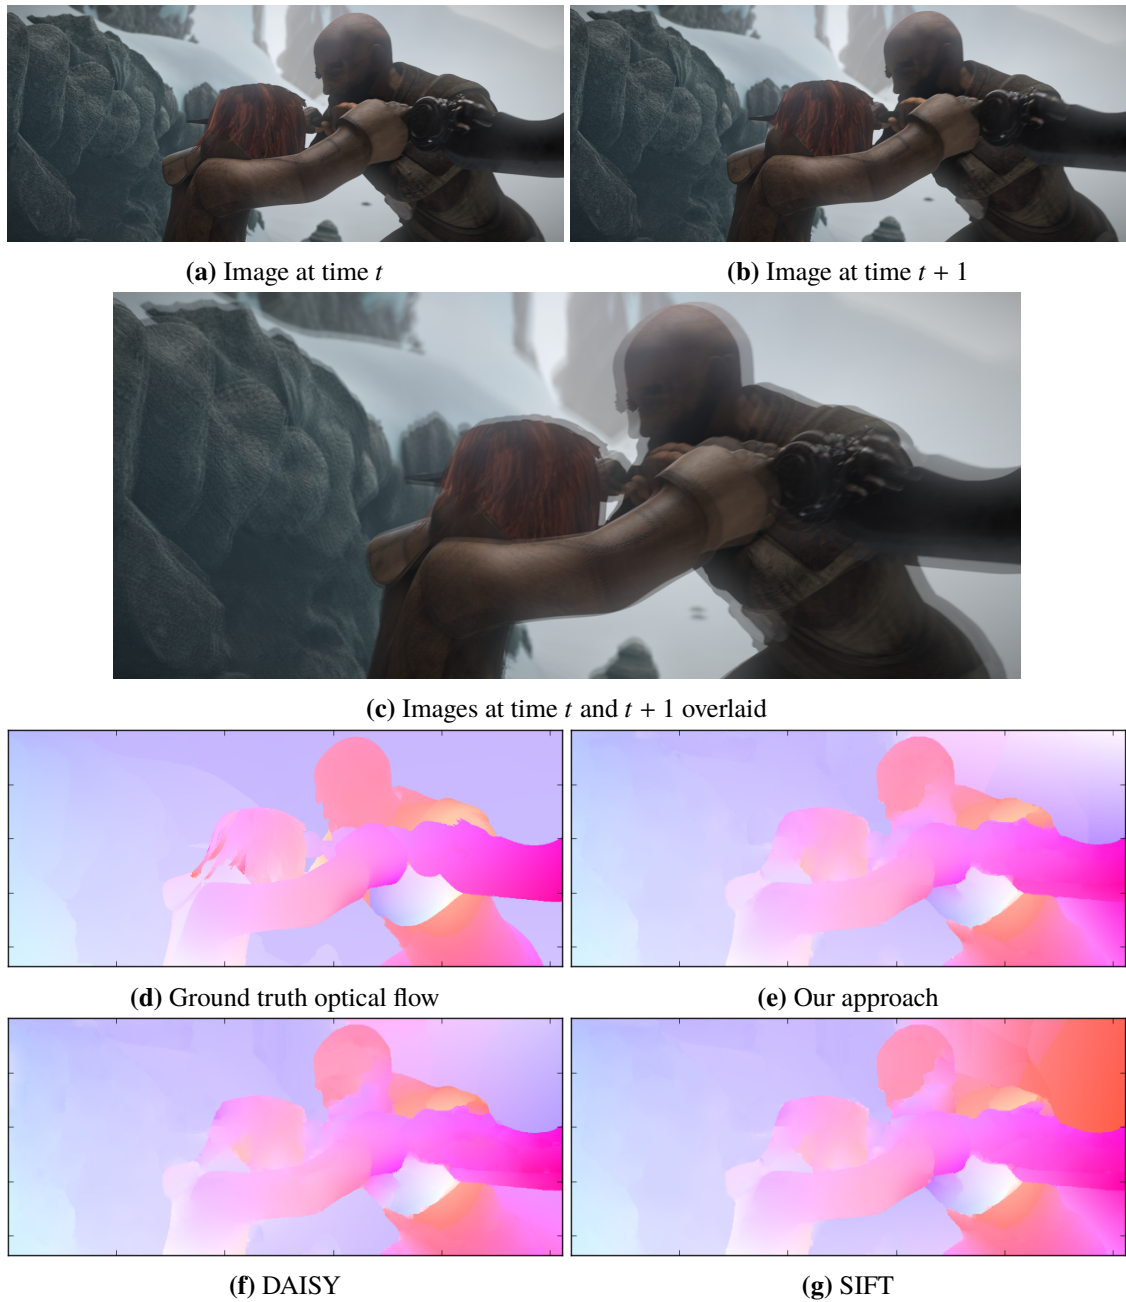 (a) Image at time t
(b) Image at time t + 1
(c) Images at time t and t + 1 overlaid
(d) Ground truth optical flow
(e) Our approach
(f) DAISY
(g) SIFT